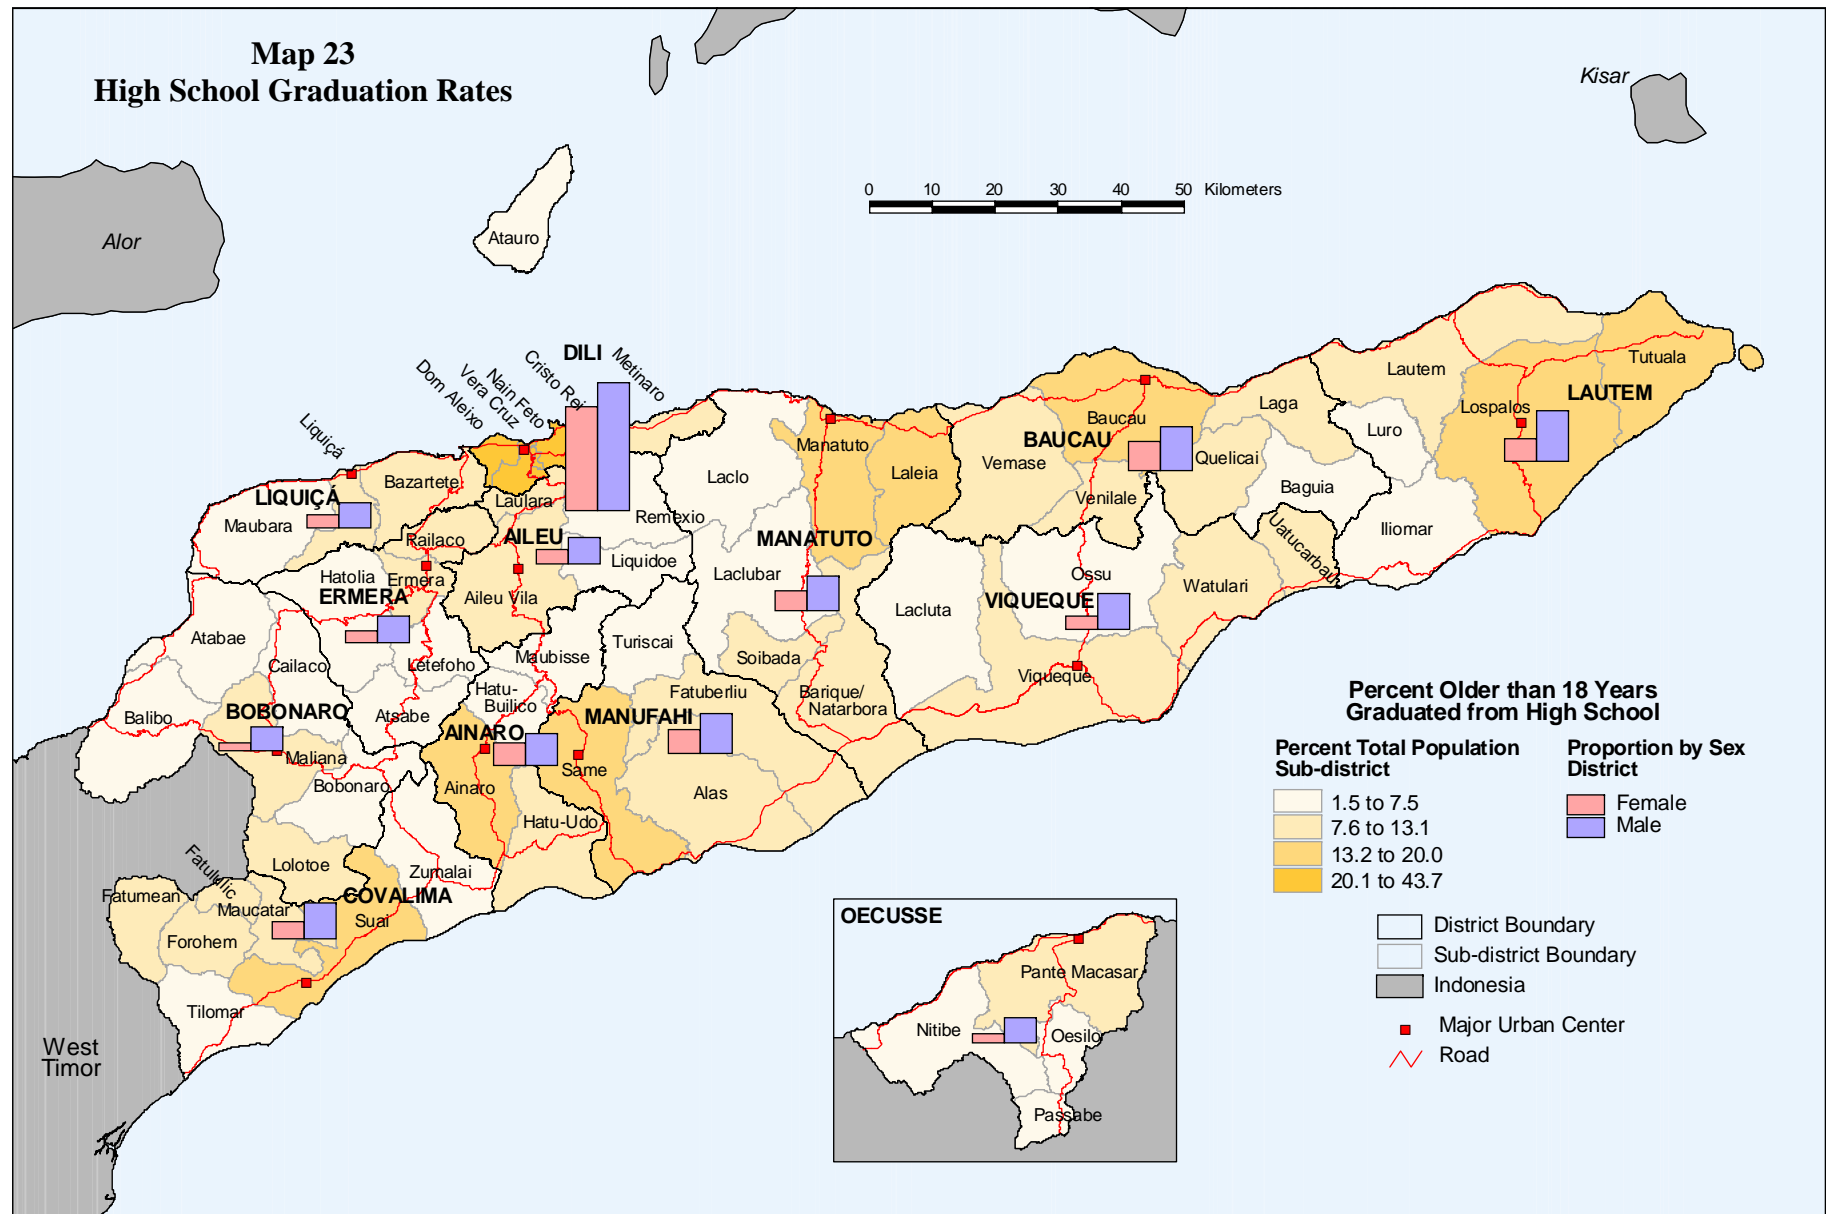 Map 23
High School Graduation Rates
Kisar
Alor
Atauro
0 10 20 30 40 50 Kilometers
DILI
Metinaro
Cristo Rei
Nain Feto
Vera Cruz
Dom Aleixo
Liquiçá
LIQUIÇÁ
Bazartete
Maubara
Laulara
Railaco
AILEU
Remexio
Liquidoe
Aileu Vila
Laclo
Manatuto
Laleia
MANATUTO
Laclubar
Soibada
Barique/
Natarbora
Vemase
BAUCAU
Baucau
Venilale
Quelicai
Laga
Baguia
Lautem
Luro
Lospalos
LAUTEM
Tutuala
Iliomar
Uatucarbau
Watulari
Ossu
VIQUEQUE
Lacluta
Viqueque
Hatolia
Ermera
ERMERA
Letefoho
Atsabe
Atabae
Cailaco
Balibo
BOBONARO
Maliana
Bobonaro
Lolotoe
Maubisse
Turiscai
Hatu-
Builico
AINARO
Ainaro
Hatu-Udo
MANUFAHI
Same
Fatuberliu
Alas
Zumalai
COVALIMA
Suai
Fatululic
Fatumean
Maucatar
Forohem
Tilomar
West
Timor
OECUSSE
Pante Macasar
Nitibe
Oesilo
Passabe
Percent Older than 18 Years
Graduated from High School
Percent Total Population
Sub-district
1.5 to 7.5
7.6 to 13.1
13.2 to 20.0
20.1 to 43.7
Proportion by Sex
District
Female
Male
District Boundary
Sub-district Boundary
Indonesia
Major Urban Center
Road